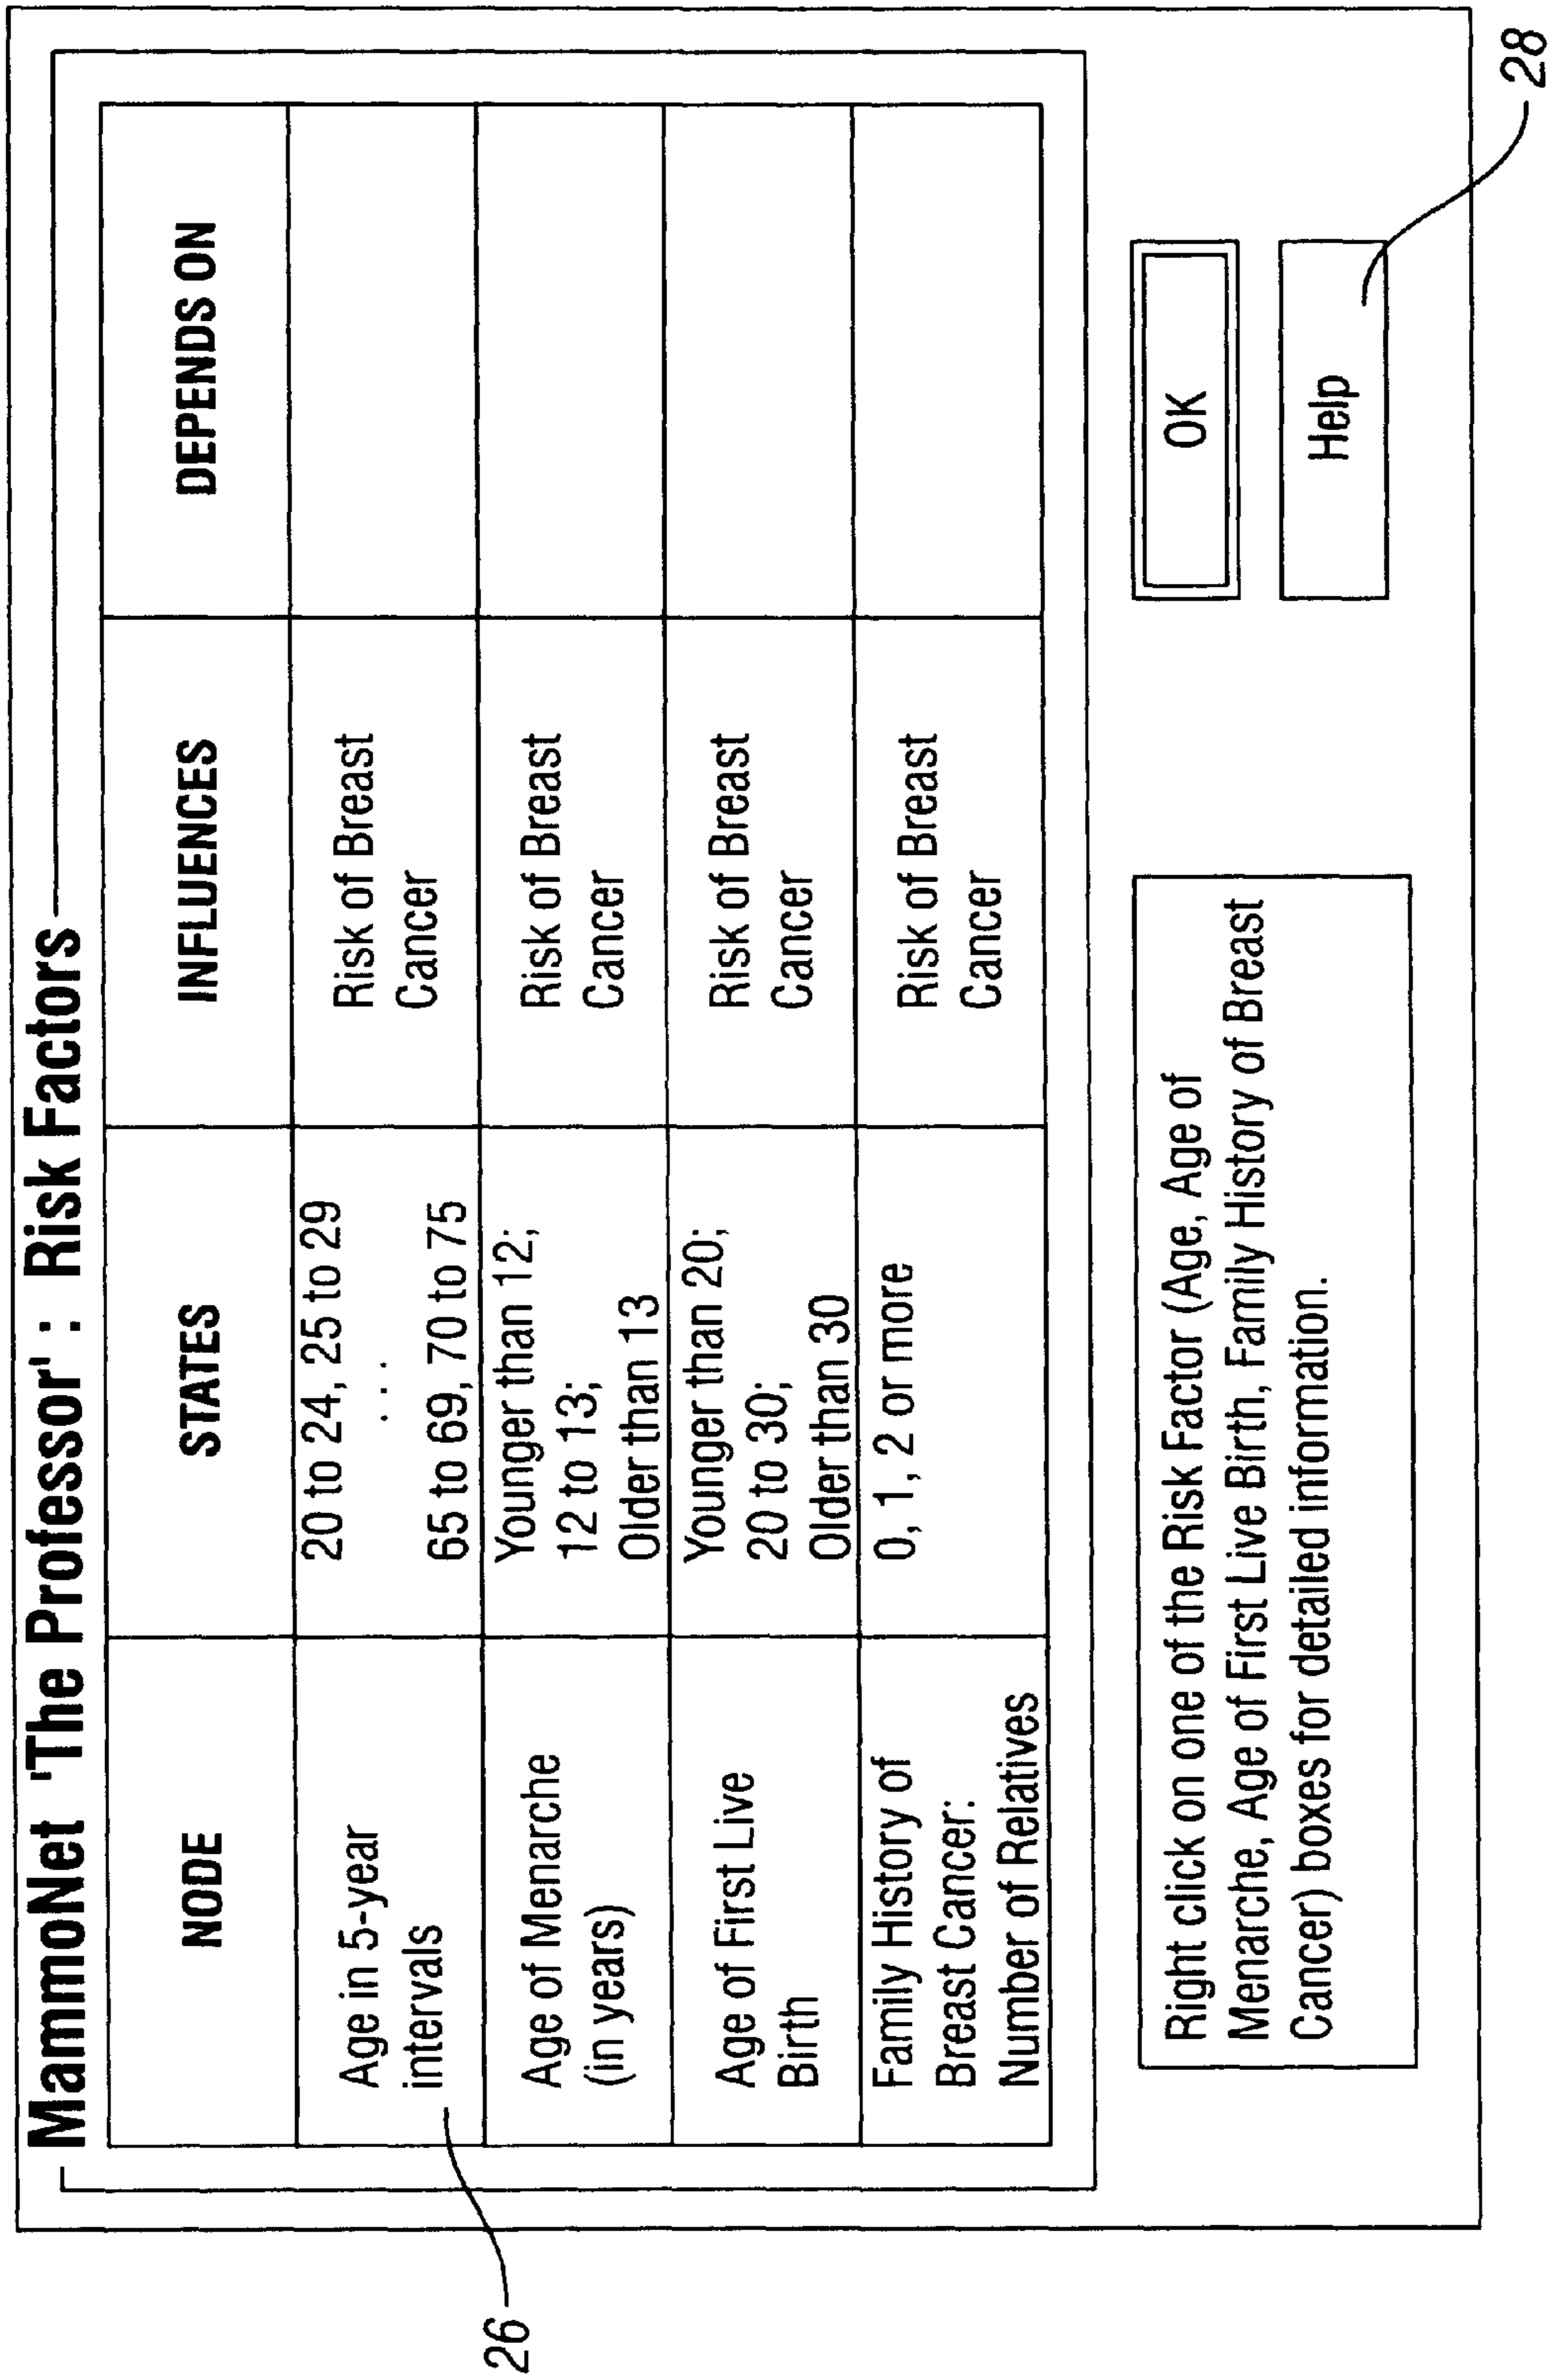 MammoNet 'The Professor' : Risk Factors
NODE
STATES
INFLUENCES
DEPENDS ON
Age in 5-year
intervals
20 to 24, 25 to 29
. . .
65 to 69, 70 to 75
Risk of Breast
Cancer
Age of Menarche
(in years)
Younger than 12;
12 to 13;
Older than 13
Risk of Breast
Cancer
Age of First Live
Birth
Younger than 20;
20 to 30;
Older than 30
Risk of Breast
Cancer
Family History of
Breast Cancer:
Number of Relatives
0, 1, 2 or more
Risk of Breast
Cancer
Right click on one of the Risk Factor (Age, Age of
Menarche, Age of First Live Birth, Family History of Breast
Cancer) boxes for detailed information.
OK
Help
26
28